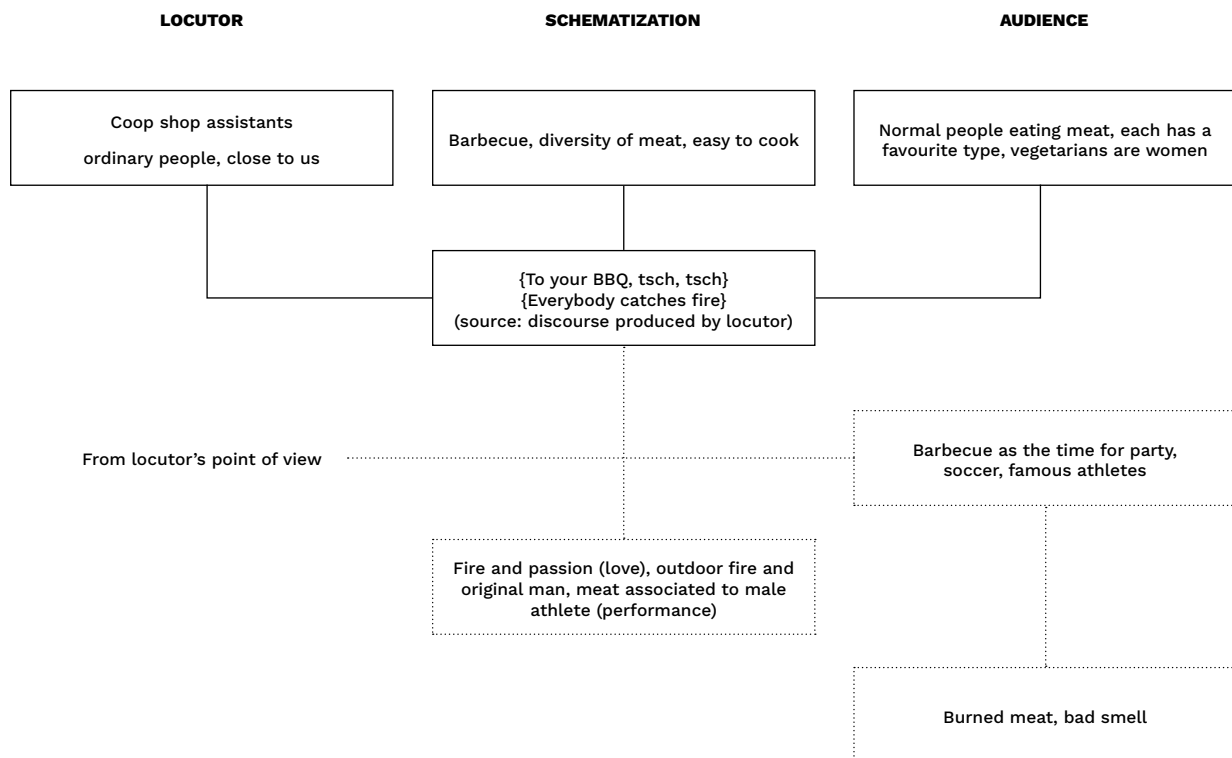 LOCUTOR
SCHEMATIZATION
AUDIENCE
Coop shop assistants
ordinary people, close to us
Barbecue, diversity of meat, easy to cook
Normal people eating meat, each has a
favourite type, vegetarians are women
{To your BBQ, tsch, tsch}
{Everybody catches fire}
(source: discourse produced by locutor)
From locutor’s point of view
Barbecue as the time for party,
soccer, famous athletes
Fire and passion (love), outdoor fire and
original man, meat associated to male
athlete (performance)
Burned meat, bad smell